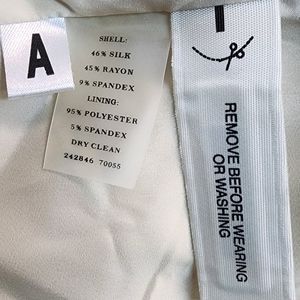 A
SHELL:
46% SILK
45% RAYON
9% SPANDEX
LINING:
95% POLYESTER
5% SPANDEX
DRY CLEAN
242846 70055
REMOVE BEFORE WEARING
OR WASHING